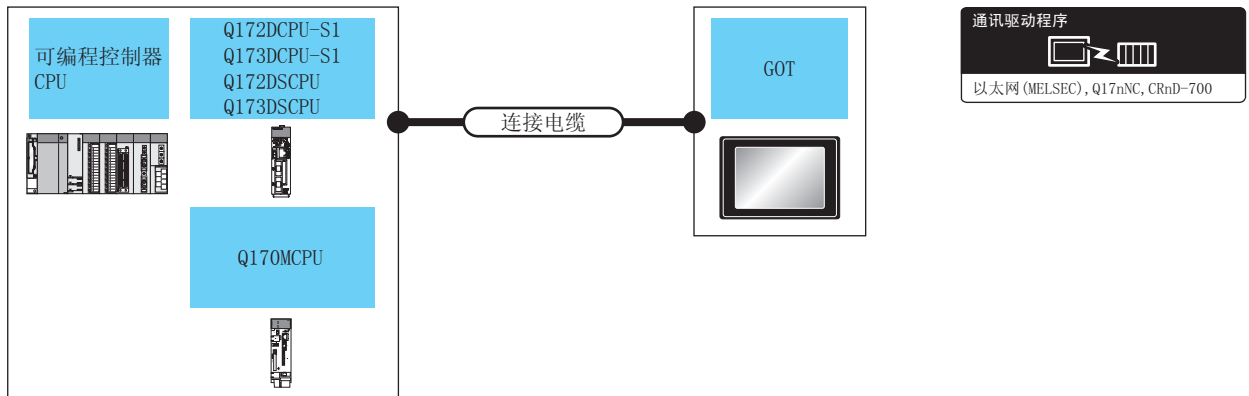 可编程控制器
CPU
Q172DCPU-S1
Q173DCPU-S1
Q172DSCPU
Q173DSCPU
Q170MCPU
连接电缆
GOT
通讯驱动程序
以太网(MELSEC),Q17nNC,CRnD-700